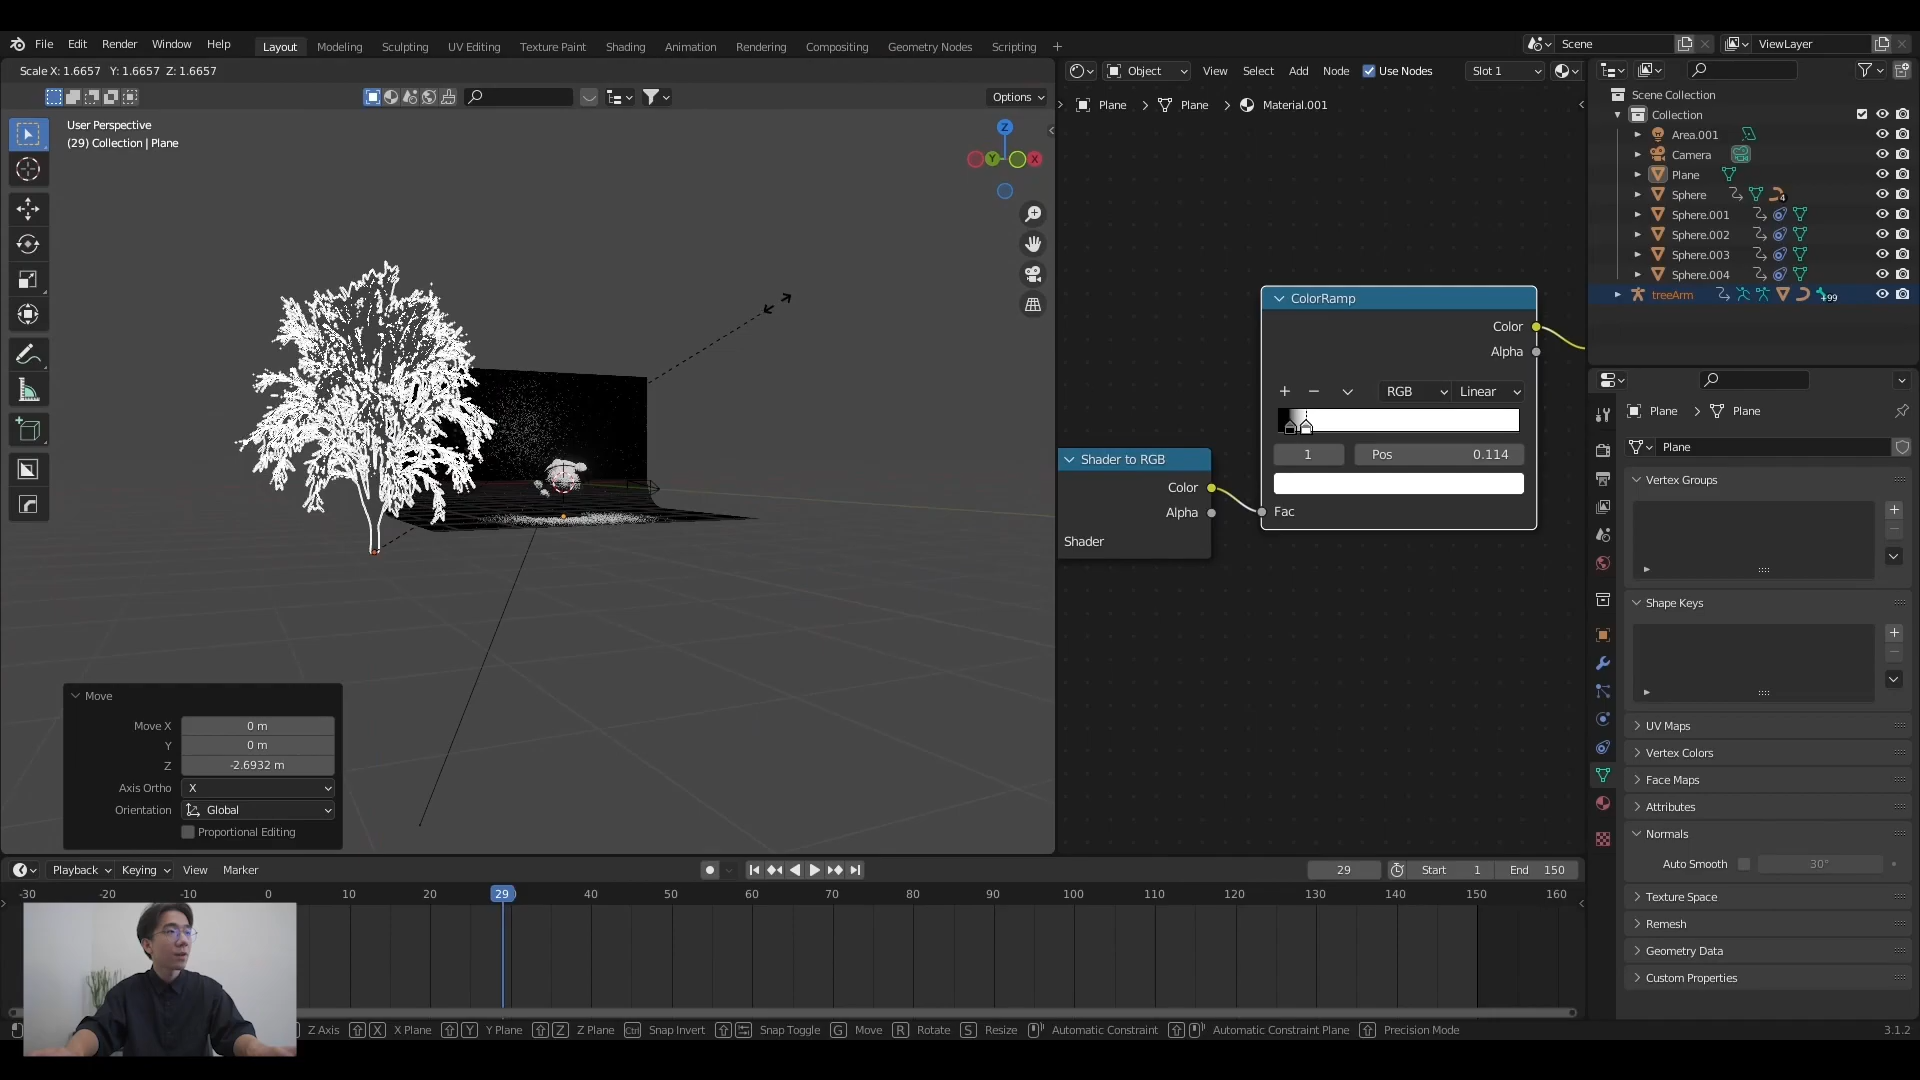 File Edit Render Window Help Layout Modeling Sculpting UV Editing Texture Paint Shading Animation Rendering Compositing Geometry Nodes Scripting + Scene ViewLayer
Scale X: 1.6657 Y: 1.6657 Z: 1.6657
Object View Select Add Node Use Nodes Slot 1
Options
Plane > Plane > Material.001
User Perspective
(29) Collection | Plane
Z
Y X
Scene Collection
Collection
Area.001
Camera
Plane
Sphere 4
Sphere.001
Sphere.002
Sphere.003
Sphere.004
treeArm +99
ColorRamp
Color
Alpha
+ − RGB Linear
1 Pos 0.114
Fac
Shader to RGB
Color
Alpha
Shader
Plane > Plane
Plane
Vertex Groups
Shape Keys
UV Maps
Vertex Colors
Face Maps
Attributes
Normals
Auto Smooth 30°
Texture Space
Remesh
Geometry Data
Custom Properties
Move
Move X 0 m
Y 0 m
Z -2.6932 m
Axis Ortho X
Orientation Global
Proportional Editing
Playback Keying View Marker 29 Start 1 End 150
-30 -20 -10 0 10 20 29 40 50 60 70 80 90 100 110 120 130 140 150 160
Z Axis X X Plane Y Y Plane Z Z Plane Ctrl Snap Invert Snap Toggle G Move R Rotate S Resize Automatic Constraint Automatic Constraint Plane Precision Mode 3.1.2